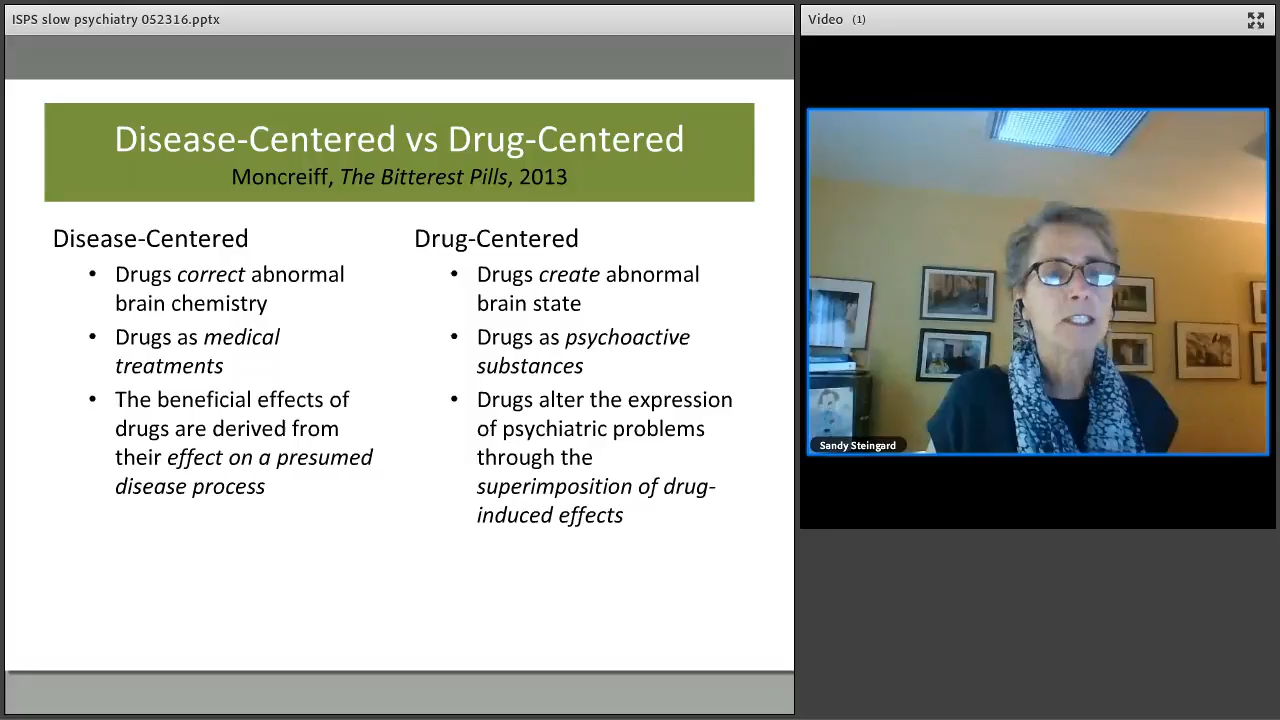 ISPS slow psychiatry 052316.pptx
Video (1)
Disease-Centered vs Drug-Centered
Moncreiff, The Bitterest Pills, 2013
Disease-Centered
• Drugs correct abnormal
brain chemistry
• Drugs as medical
treatments
• The beneficial effects of
drugs are derived from
their effect on a presumed
disease process
Drug-Centered
• Drugs create abnormal
brain state
• Drugs as psychoactive
substances
• Drugs alter the expression
of psychiatric problems
through the
superimposition of drug-
induced effects
Sandy Steingard